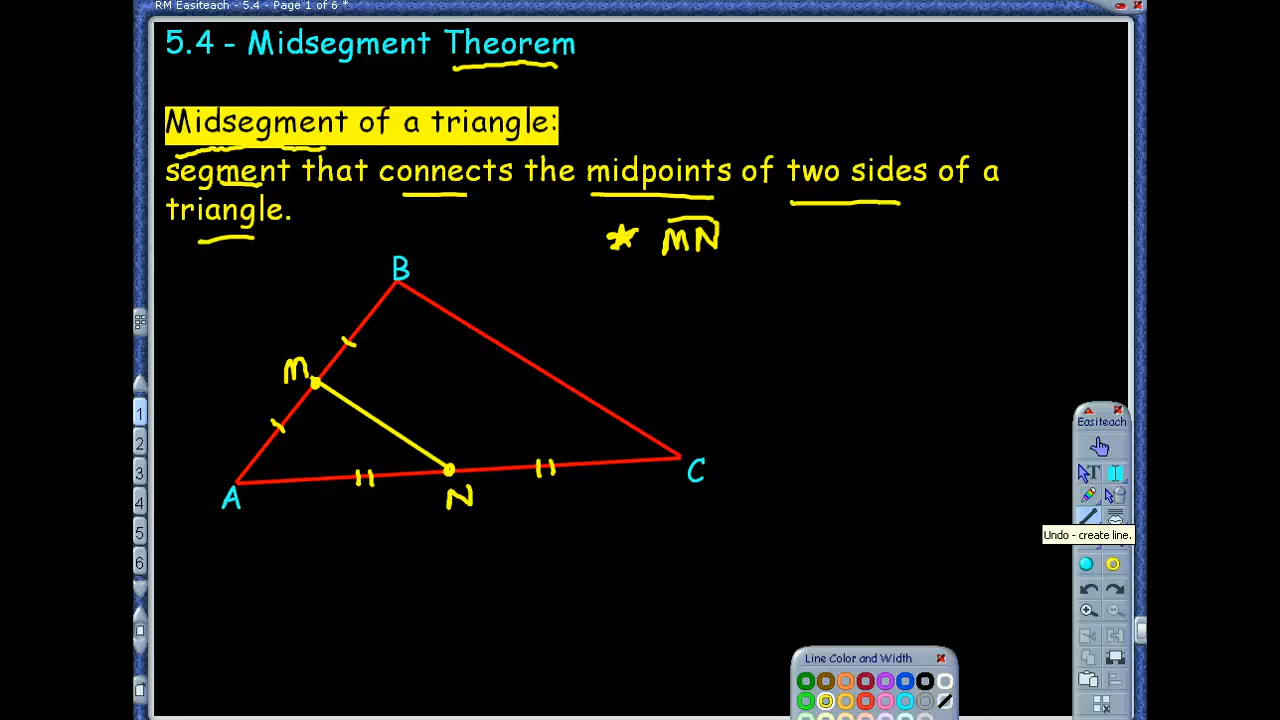 RM Easiteach - 5.4 - Page 1 of 6 *
5.4 - Midsegment Theorem
Midsegment of a triangle:
segment that connects the midpoints of two sides of a
triangle.
MN
B
M
A
N
C
1
2
3
4
5
6
Easiteach
T
Undo - create line.
Line Color and Width